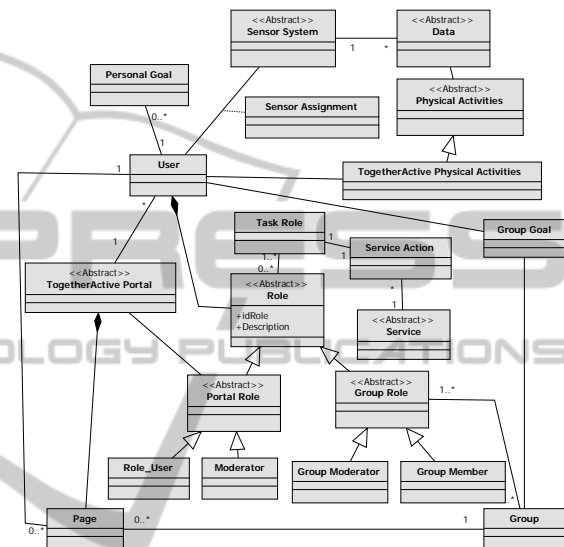 <<Abstract>>
Sensor System
1
*
<<Abstract>>
Data
Personal Goal
<<Abstract>>
Physical Activities
Sensor Assignment
0..*
1
User
1
TogetherActive Physical Activities
*
Task Role
1
Service Action
1
Group Goal
1
1..*
0..*
<<Abstract>>
TogetherActive Portal
<<Abstract>>
Role
+idRole
+Description
*
1
<<Abstract>>
Service
<<Abstract>>
Portal Role
<<Abstract>>
Group Role
1..*
Role_User
Moderator
Group Moderator
Group Member
..*
Page
0..*
0..*
1
Group
PRESS
OLOGY PUBLICATIONS